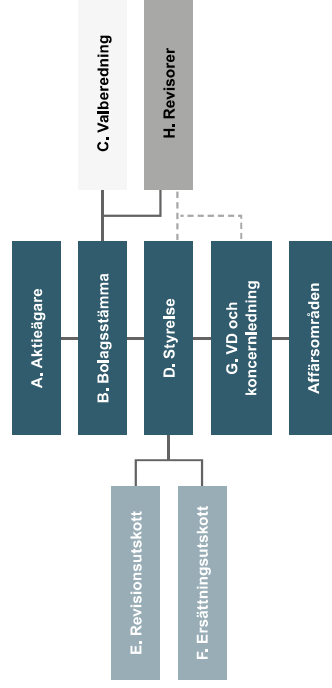 A. Aktieägare
B. Bolagsstämma
C. Valberedning
D. Styrelse
E. Revisionsutskott
F. Ersättningsutskott
G. VD och
koncernledning
H. Revisorer
Affärsområden